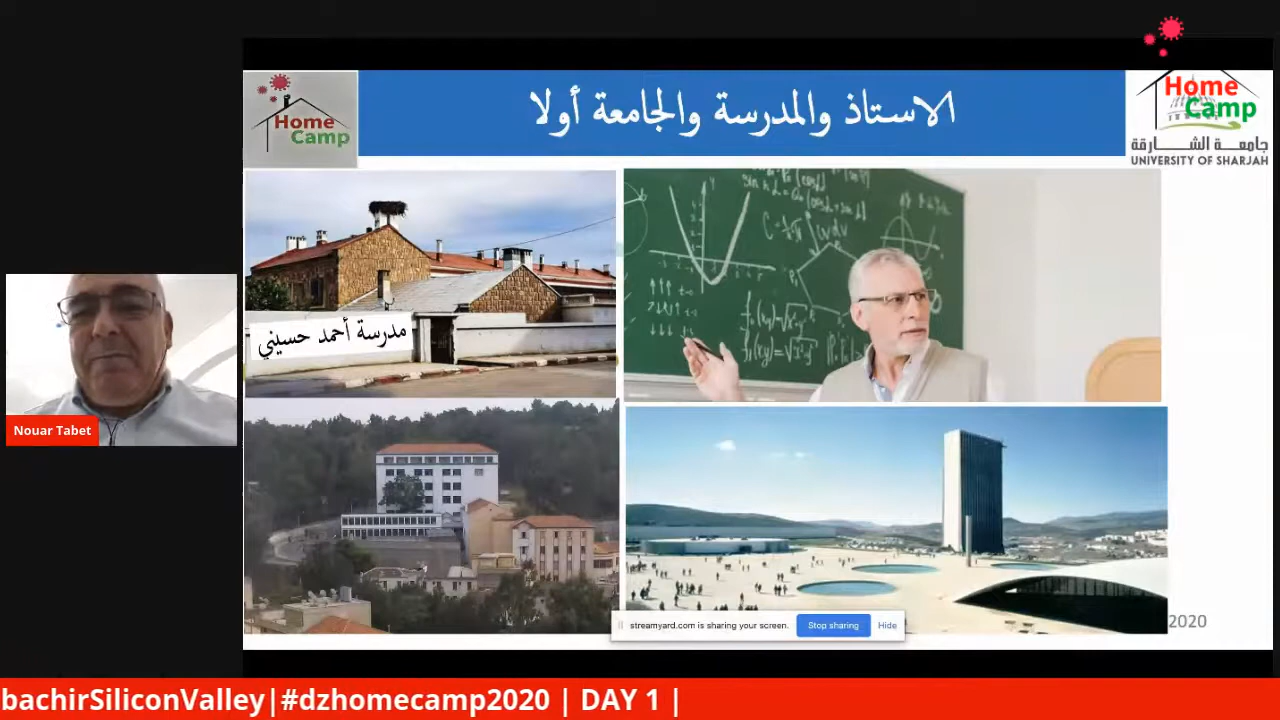 Home
Camp
الاستاذ والمدرسة والجامعة أولا
Home
Camp
جامعة الشارقة
UNIVERSITY OF SHARJAH
مدرسة أحمد حسيني
Nouar Tabet
streamyard.com is sharing your screen.
Stop sharing
Hide
2020
bachirSiliconValley|#dzhomecamp2020 | DAY 1 |